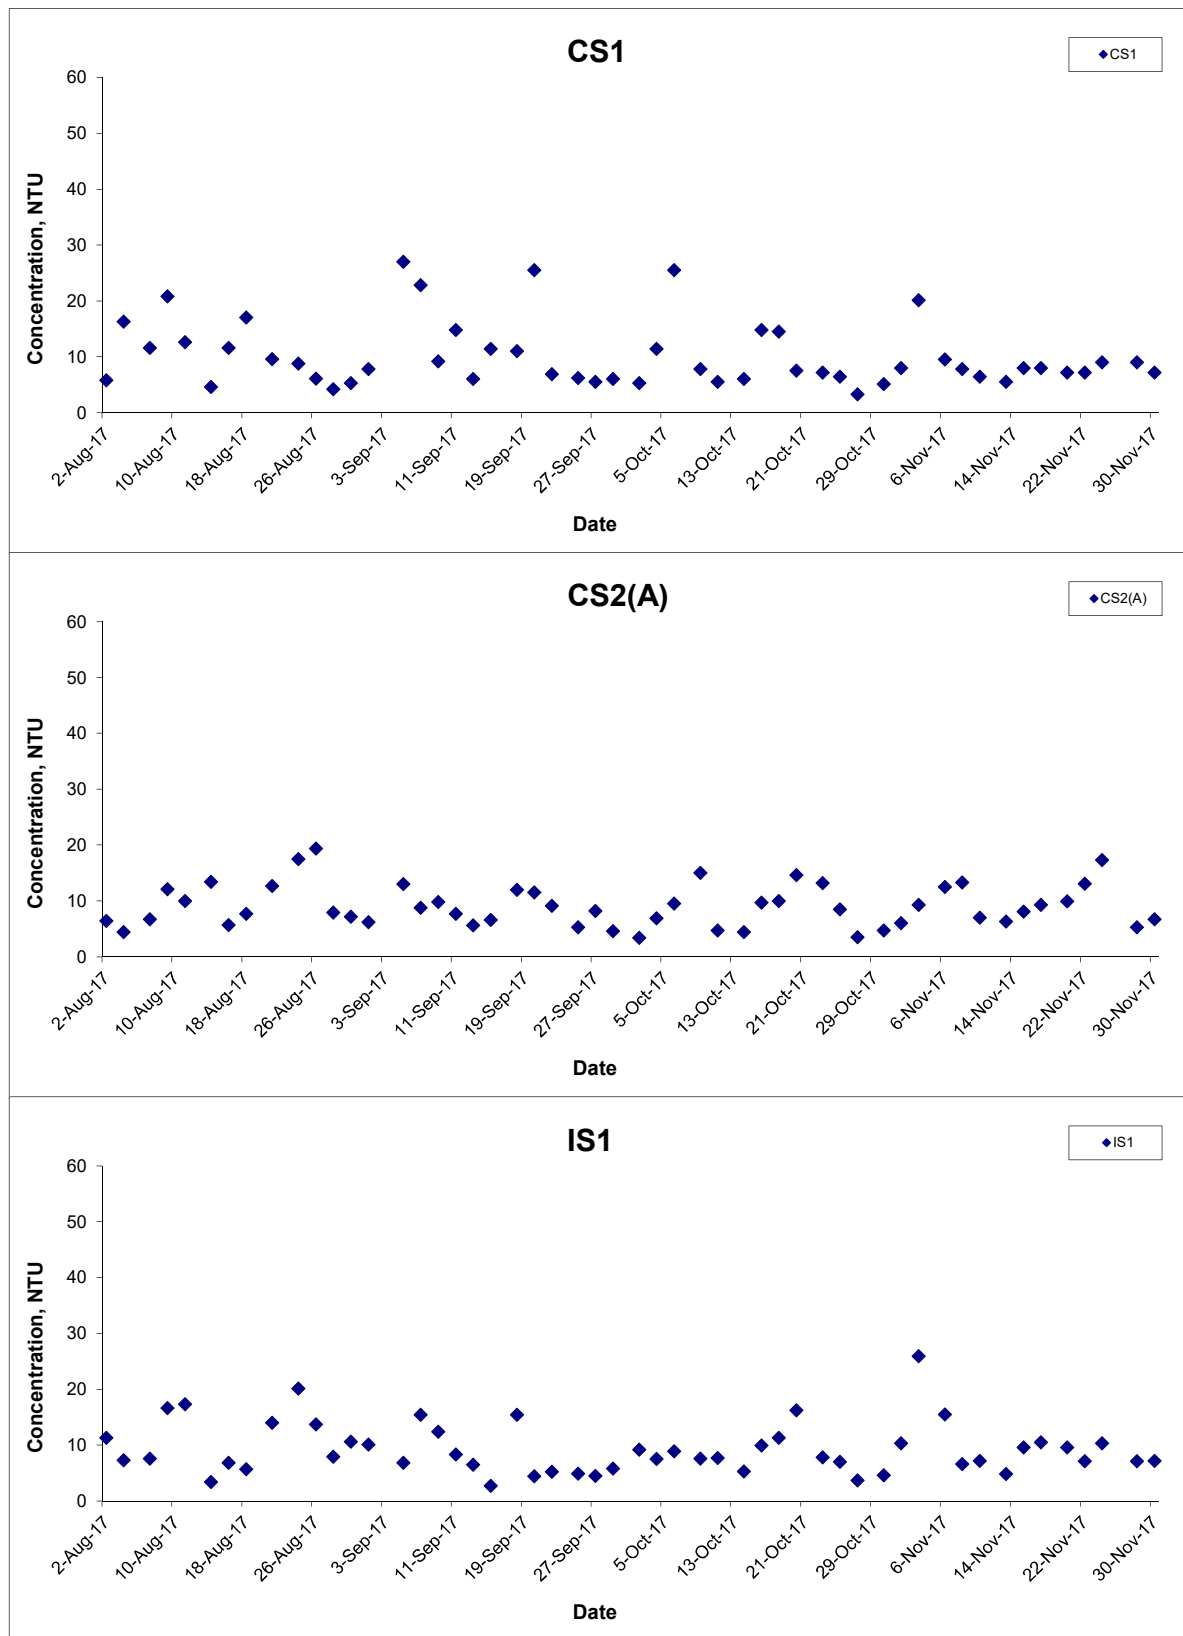 CS1
CS1
60
50
40
30
20
10
0
Concentration, NTU
2-Aug-17
10-Aug-17
18-Aug-17
26-Aug-17
3-Sep-17
11-Sep-17
19-Sep-17
27-Sep-17
5-Oct-17
13-Oct-17
21-Oct-17
29-Oct-17
6-Nov-17
14-Nov-17
22-Nov-17
30-Nov-17
Date
CS2(A)
CS2(A)
60
50
40
30
20
10
0
Concentration, NTU
2-Aug-17
10-Aug-17
18-Aug-17
26-Aug-17
3-Sep-17
11-Sep-17
19-Sep-17
27-Sep-17
5-Oct-17
13-Oct-17
21-Oct-17
29-Oct-17
6-Nov-17
14-Nov-17
22-Nov-17
30-Nov-17
Date
IS1
IS1
60
50
40
30
20
10
0
Concentration, NTU
2-Aug-17
10-Aug-17
18-Aug-17
26-Aug-17
3-Sep-17
11-Sep-17
19-Sep-17
27-Sep-17
5-Oct-17
13-Oct-17
21-Oct-17
29-Oct-17
6-Nov-17
14-Nov-17
22-Nov-17
30-Nov-17
Date